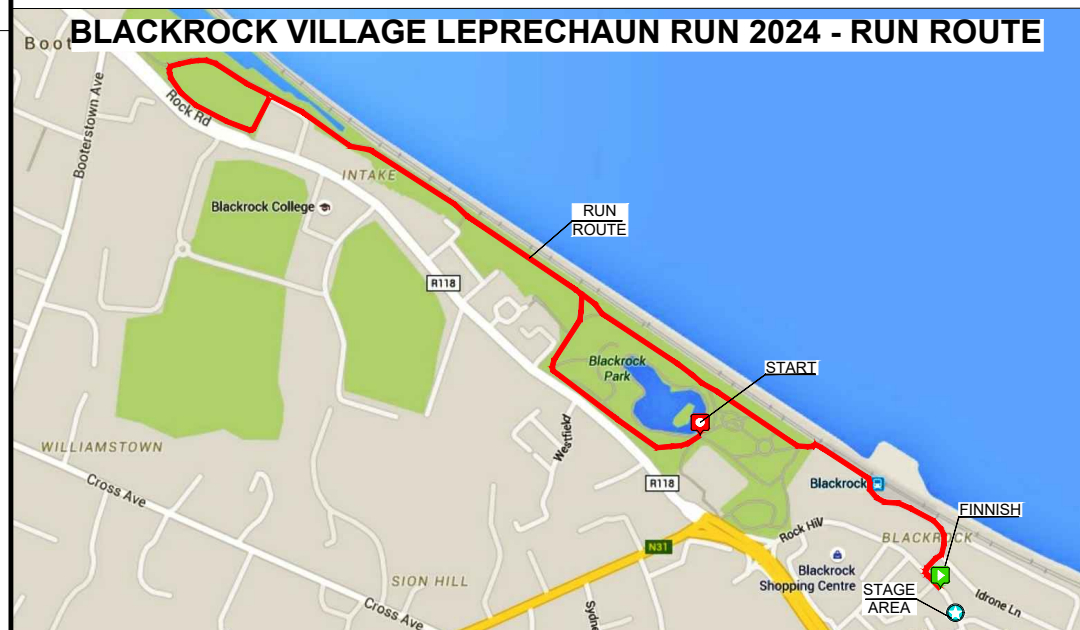 BLACKROCK VILLAGE LEPRECHAUN RUN 2024 - RUN ROUTE
Boot
Booterstown Ave
Rock Rd
INTAKE
Blackrock College
RUN
ROUTE
R118
Blackrock
Park
START
Westfield
WILLIAMSTOWN
Cross Ave
R118
Blackrock
FINNISH
Rock Hill
BLACKROCK
N31
Blackrock
Shopping Centre
STAGE
AREA
Idrone Ln
SION HILL
Cross Ave
Sydne